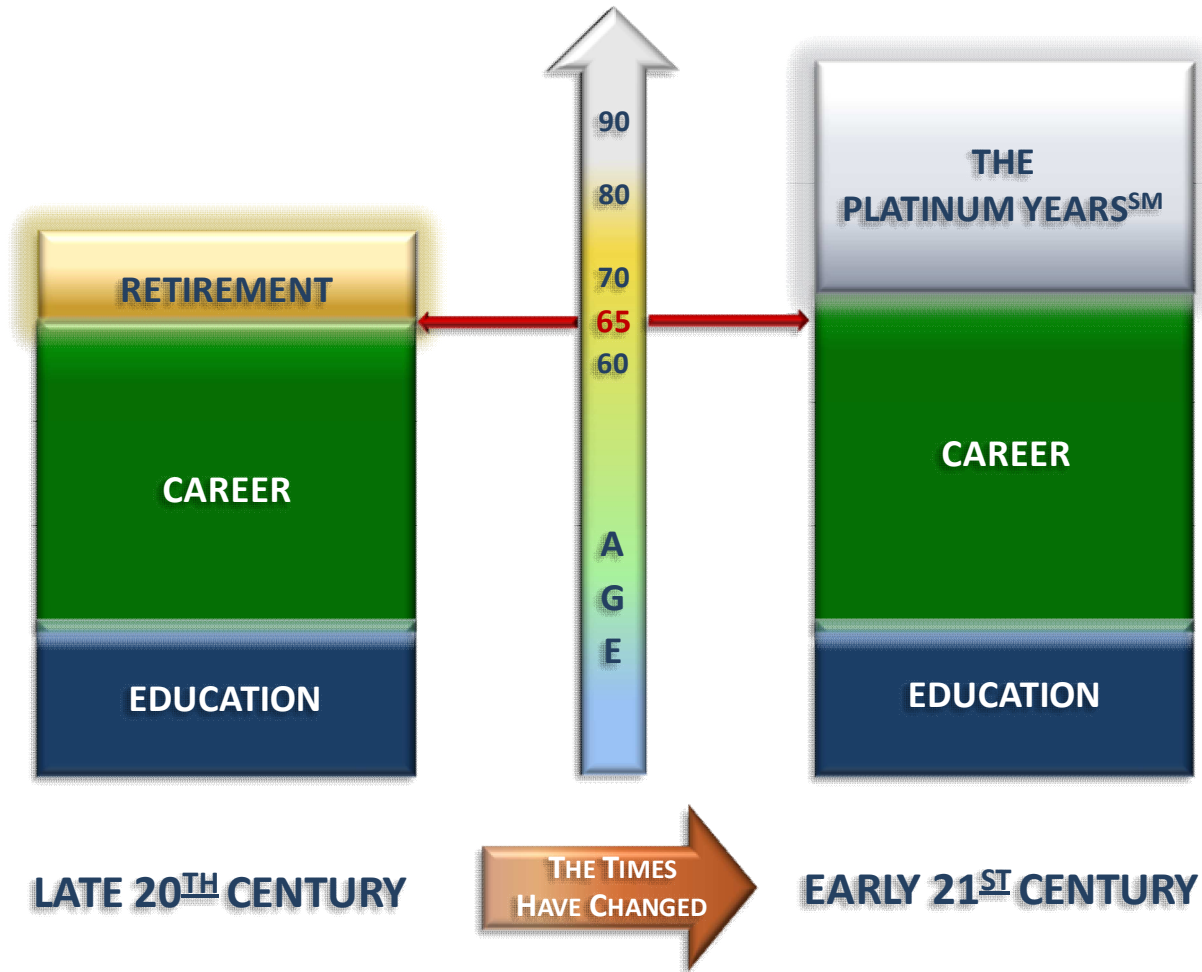 90
80
70
65
60
A
G
E
RETIREMENT
CAREER
EDUCATION
THE
PLATINUM YEARS℠
CAREER
EDUCATION
LATE 20TH CENTURY
THE TIMES
HAVE CHANGED
EARLY 21ST CENTURY